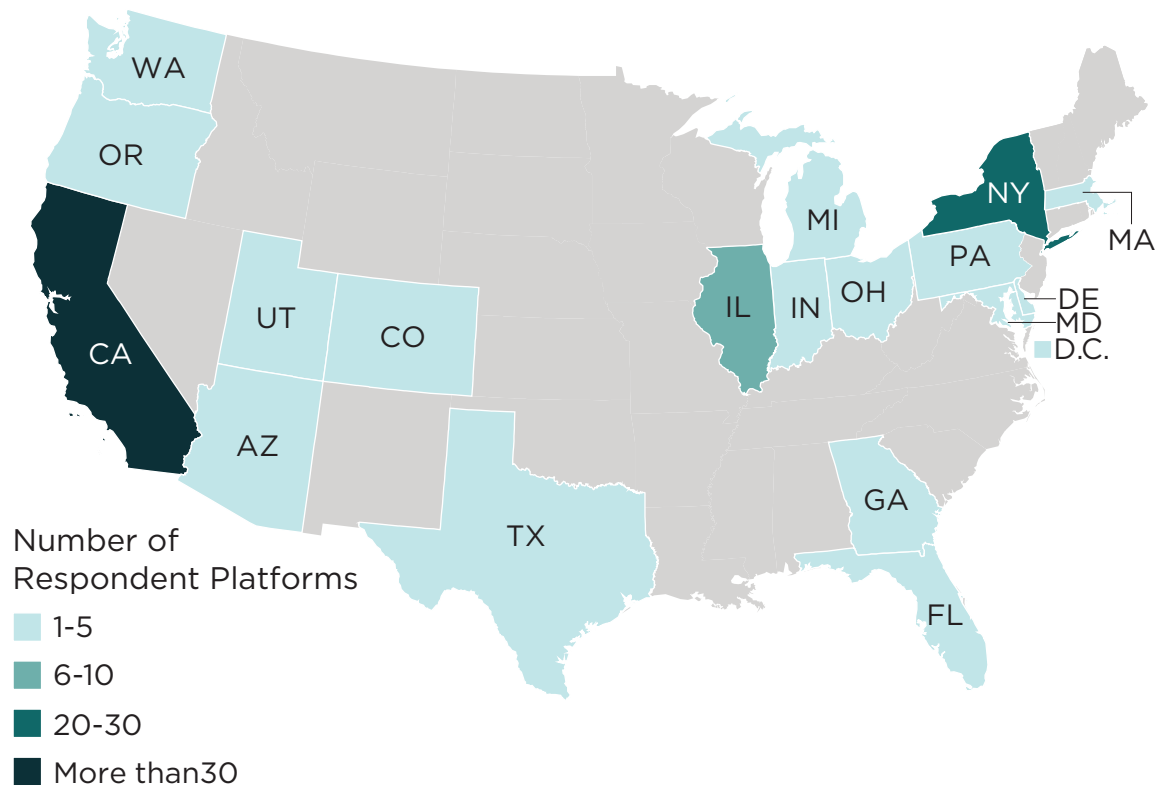 WA
OR
NY
MI
MA
PA
DE
OH
IN
IL
UT
MD
CO
D.C.
CA
AZ
GA
TX
Number of
Respondent Platforms
FL
1-5
6-10
20-30
More than30